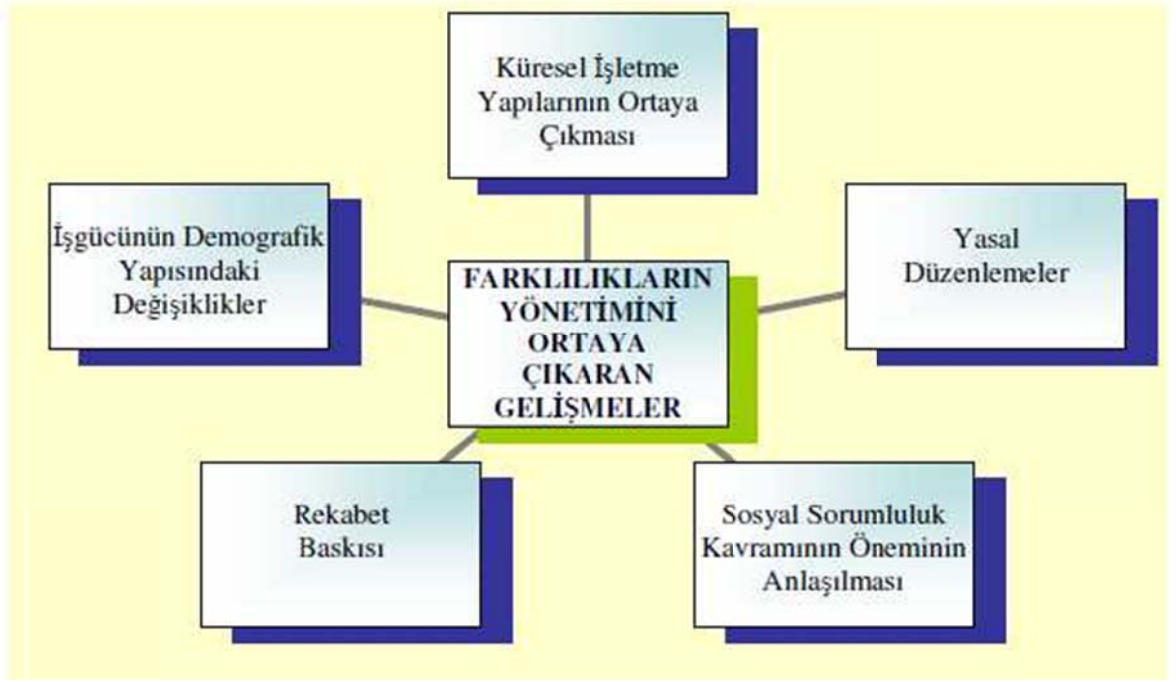 Küresel İşletme
Yapılarının Ortaya
Çıkması
İşgücünün Demografik
Yapısındaki
Değişiklikler
Yasal
Düzenlemeler
FARKLILIKLARIN
YÖNETİMİNİ
ORTAYA
ÇIKARAN
GELİŞMELER
Rekabet
Baskısı
Sosyal Sorumluluk
Kavramının Öneminin
Anlaşılması